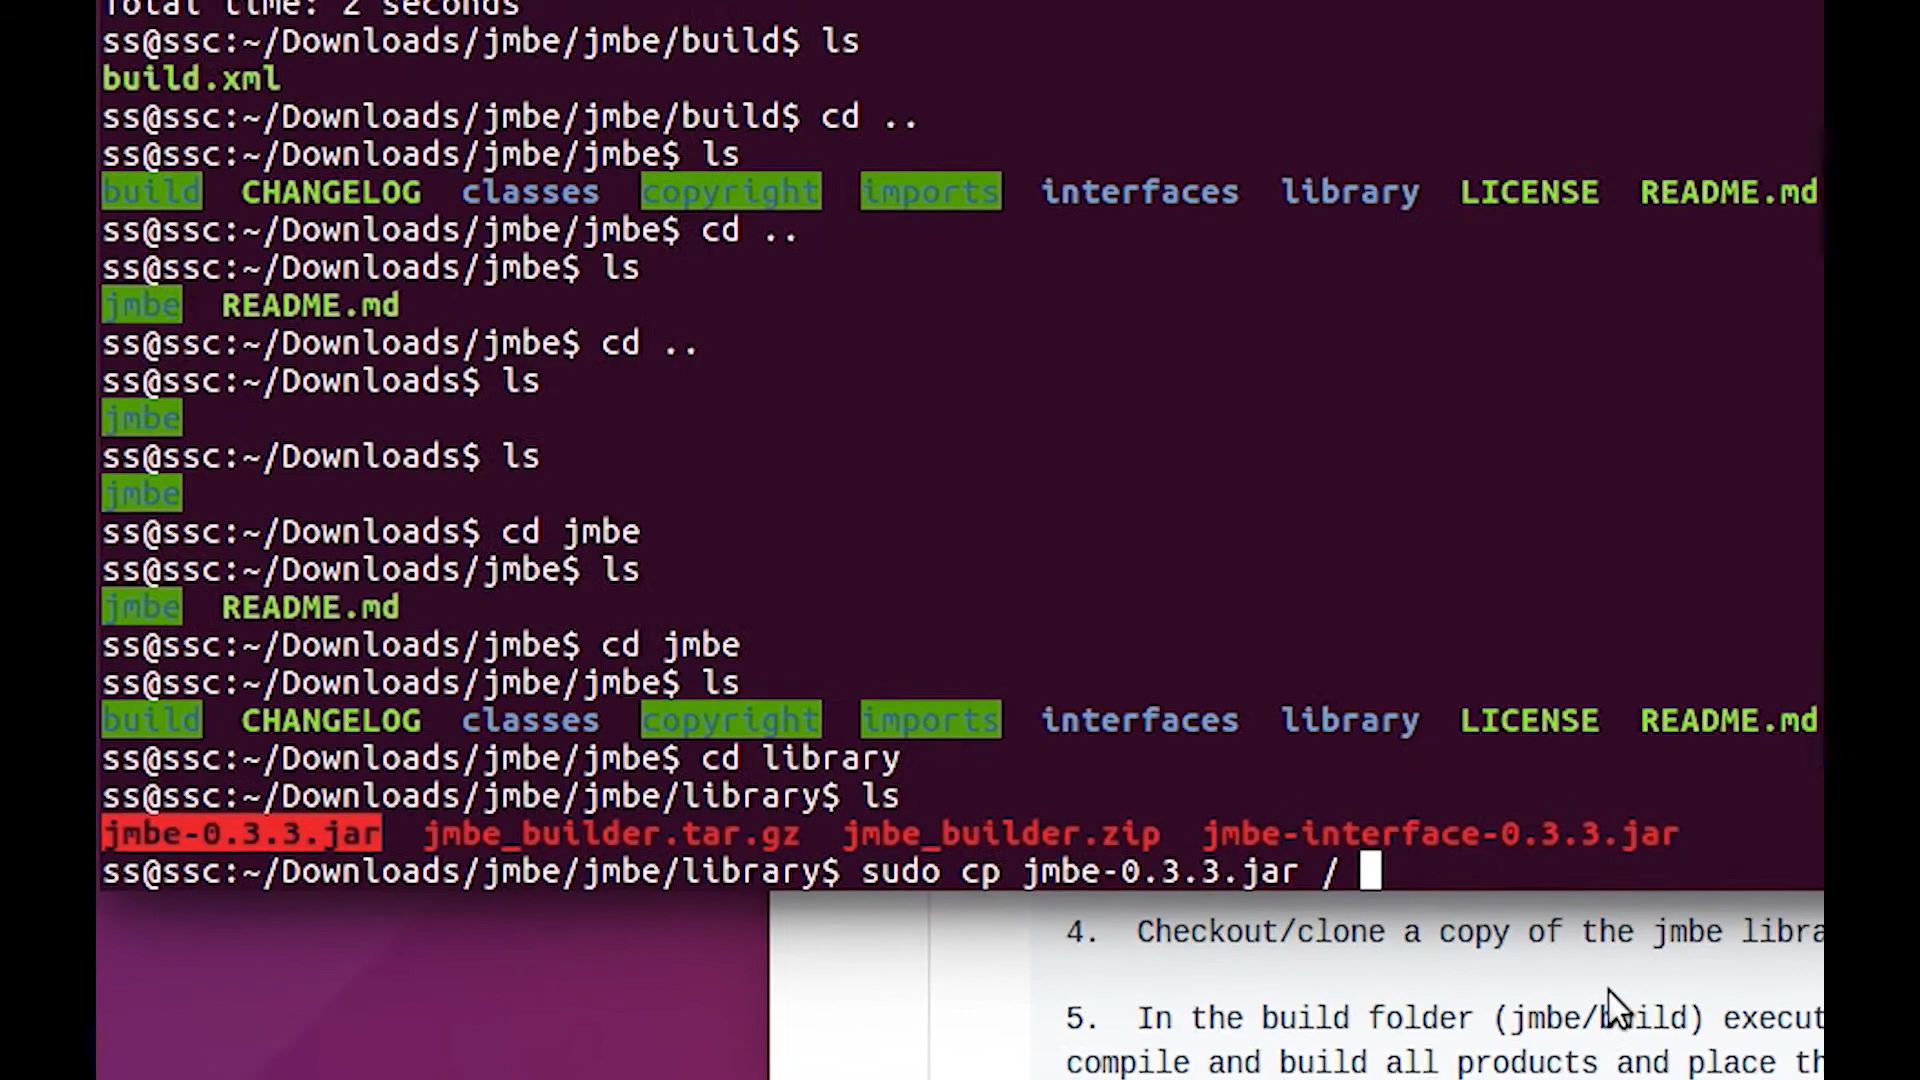 Total time: 2 seconds
ss@ssc:~/Downloads/jmbe/jmbe/build$ ls
build.xml
ss@ssc:~/Downloads/jmbe/jmbe/build$ cd ..
ss@ssc:~/Downloads/jmbe/jmbe$ ls
build CHANGELOG classes copyright imports interfaces library LICENSE README.md
ss@ssc:~/Downloads/jmbe/jmbe$ cd ..
ss@ssc:~/Downloads/jmbe$ ls
jmbe README.md
ss@ssc:~/Downloads/jmbe$ cd ..
ss@ssc:~/Downloads$ ls
jmbe
ss@ssc:~/Downloads$ ls
jmbe
ss@ssc:~/Downloads$ cd jmbe
ss@ssc:~/Downloads/jmbe$ ls
jmbe README.md
ss@ssc:~/Downloads/jmbe$ cd jmbe
ss@ssc:~/Downloads/jmbe/jmbe$ ls
build CHANGELOG classes copyright imports interfaces library LICENSE README.md
ss@ssc:~/Downloads/jmbe/jmbe$ cd library
ss@ssc:~/Downloads/jmbe/jmbe/library$ ls
jmbe-0.3.3.jar jmbe_builder.tar.gz jmbe_builder.zip jmbe-interface-0.3.3.jar
ss@ssc:~/Downloads/jmbe/jmbe/library$ sudo cp jmbe-0.3.3.jar /
4. Checkout/clone a copy of the jmbe libra
5. In the build folder (jmbe/build) execut
compile and build all products and place th